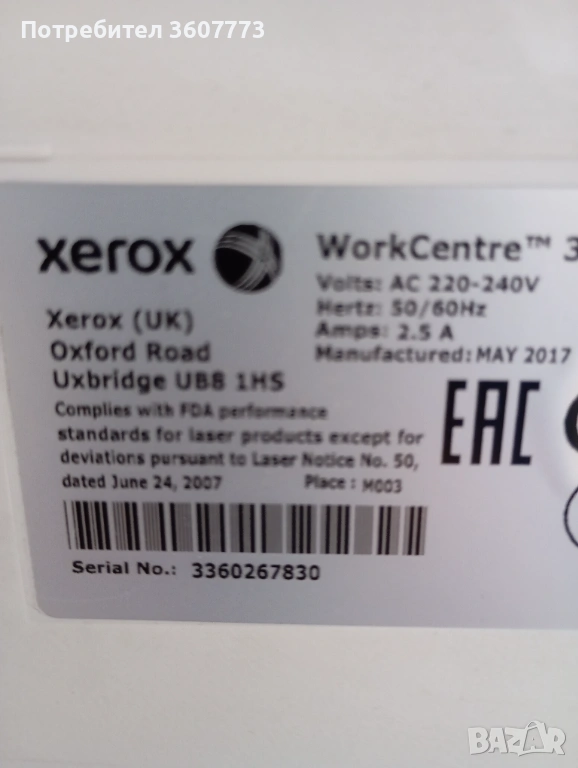 Потребител 3607773
xerox
WorkCentre™ 3
Volts: AC 220-240V
Hertz: 50/60Hz
Amps: 2.5 A
Manufactured: MAY 2017
Xerox (UK)
Oxford Road
Uxbridge UB8 1HS
Complies with FDA performance
standards for laser products except for
deviations pursuant to Laser Notice No. 50,
dated June 24, 2007 Place : M003
EAC
Serial No.: 3360267830
BAZAR